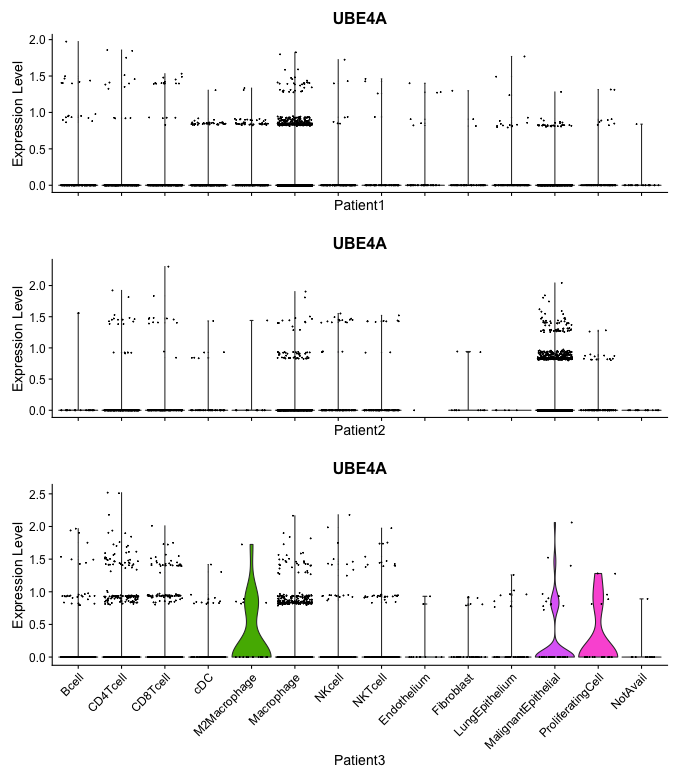 UBE4A
Expression Level
2.0
1.5
1.0
0.5
0.0
Patient1
UBE4A
Expression Level
2.0
1.5
1.0
0.5
0.0
Patient2
UBE4A
Expression Level
2.5
2.0
1.5
1.0
0.5
0.0
Bcell
CD4Tcell
CD8Tcell
cDC
M2Macrophage
Macrophage
NKcell
NKTcell
Endothelium
Fibroblast
LungEpithelium
MalignantEpithelial
ProliferatingCell
NotAvail
Patient3